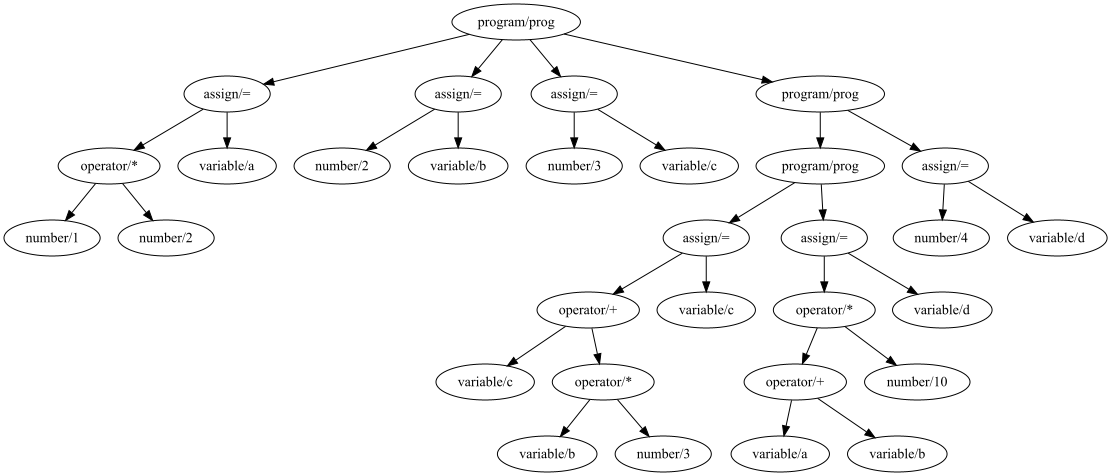 program/prog
assign/= assign/= assign/= program/prog
operator/* variable/a number/2 variable/b number/3 variable/c program/prog assign/=
number/1 number/2 assign/= assign/= number/4 variable/d
operator/+ variable/c operator/* variable/d
variable/c operator/* operator/+ number/10
variable/b number/3 variable/a variable/b